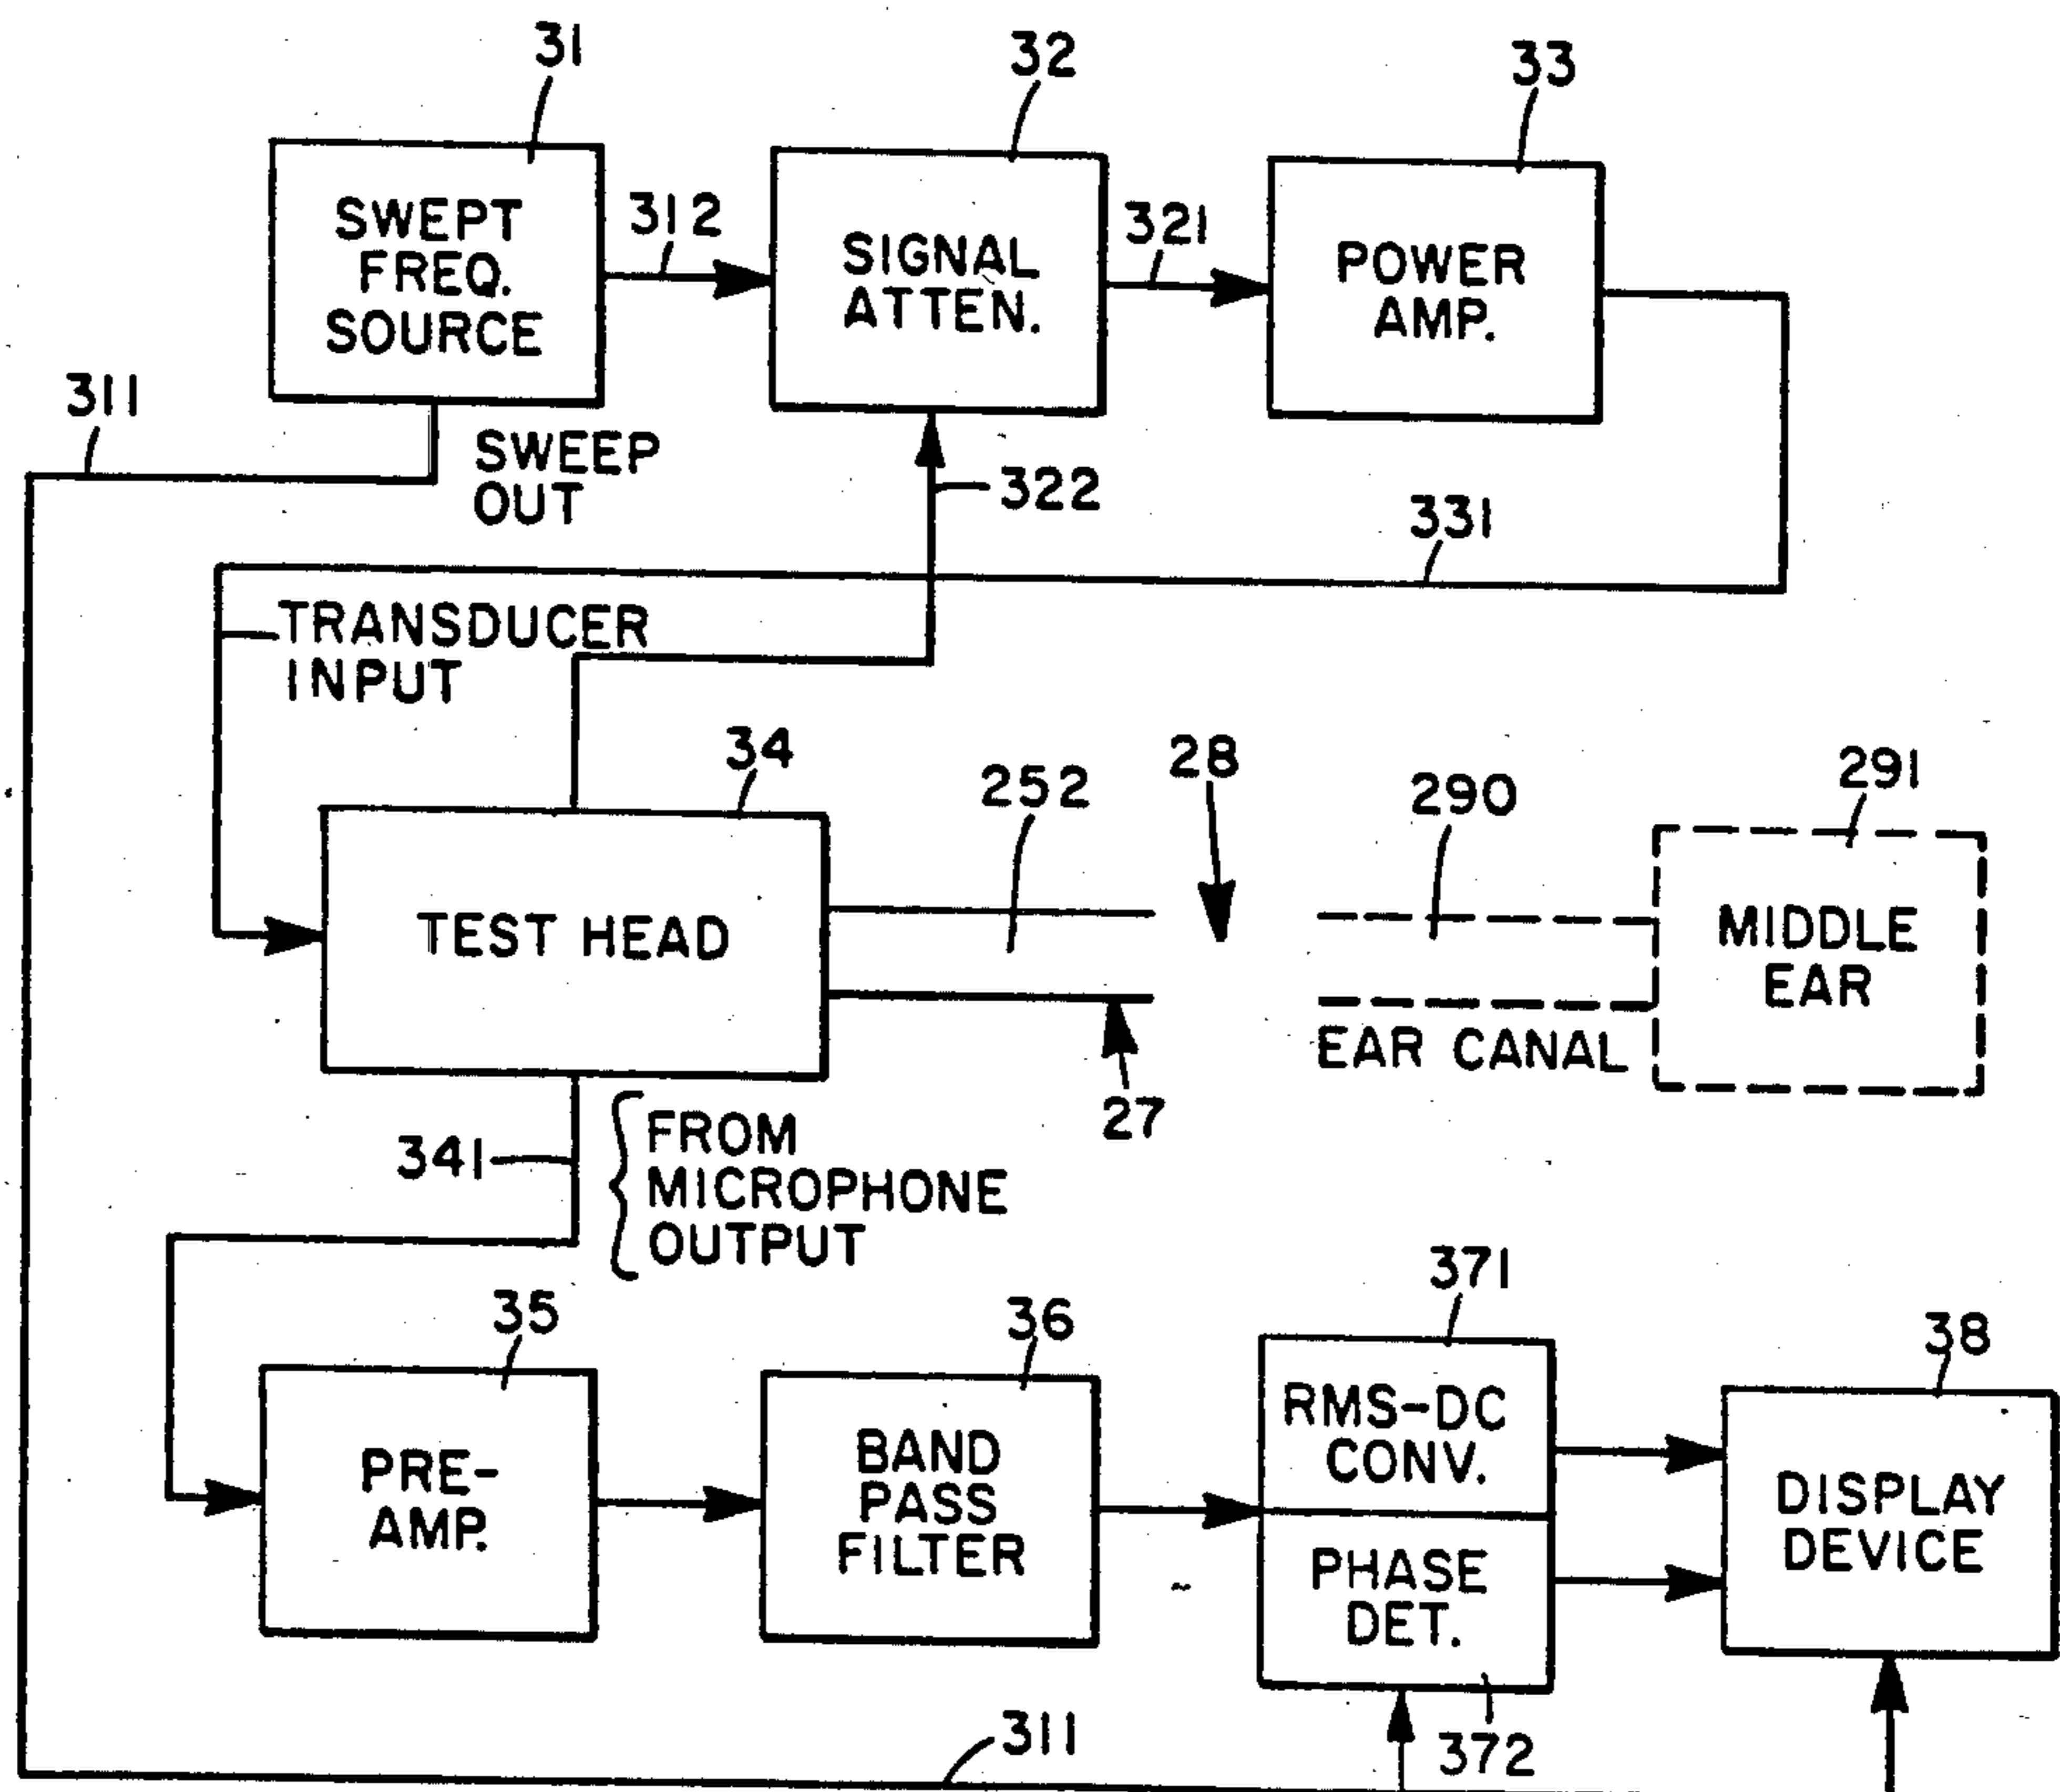 31
32
33
SWEPT
FREQ.
SOURCE
312
SIGNAL
ATTEN.
321
POWER
AMP.
311
SWEEP
OUT
322
331
TRANSDUCER
INPUT
34
252
28
290
291
TEST HEAD
MIDDLE
EAR
EAR CANAL
27
341
FROM
MICROPHONE
OUTPUT
35
36
371
38
PRE-
AMP.
BAND
PASS
FILTER
RMS-DC
CONV.
PHASE
DET.
DISPLAY
DEVICE
311
372